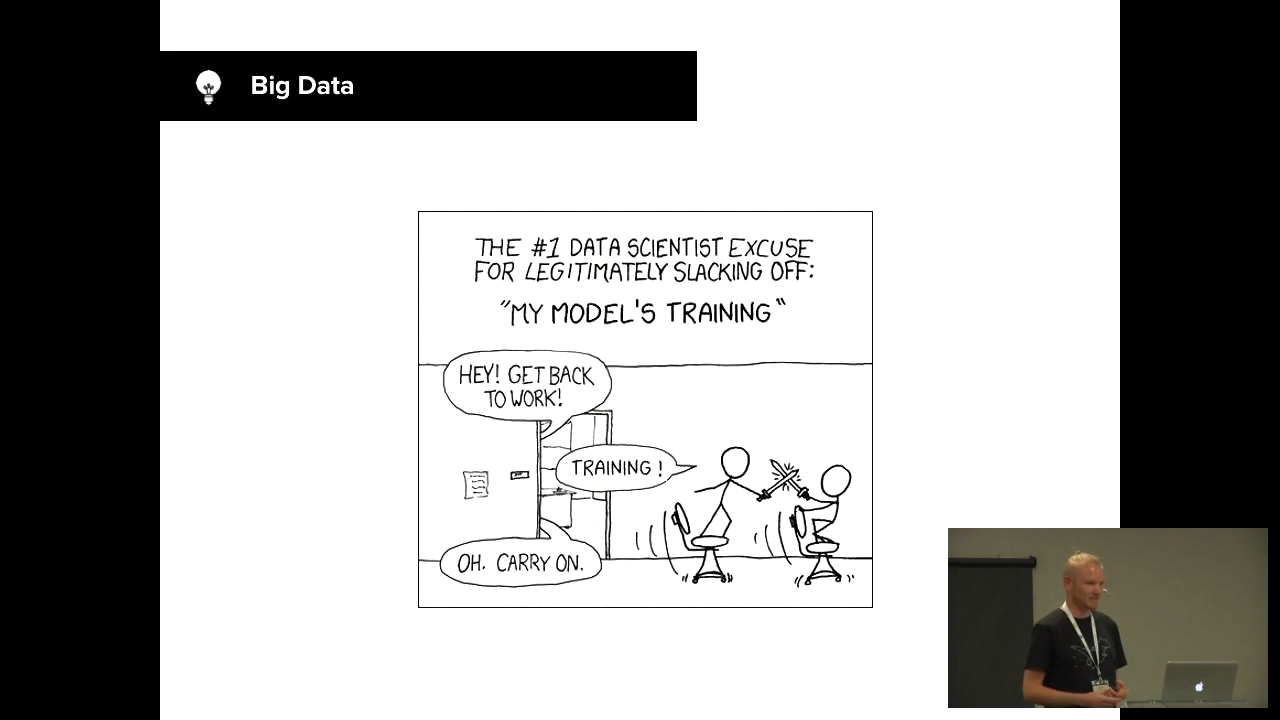 Big Data
THE #1 DATA SCIENTIST EXCUSE
FOR LEGITIMATELY SLACKING OFF:
"MY MODEL'S TRAINING"
HEY! GET BACK
TO WORK!
TRAINING!
OH. CARRY ON.